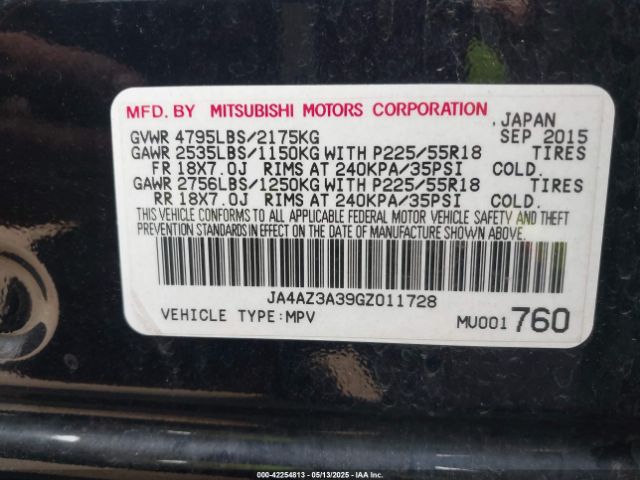 MFD. BY MITSUBISHI MOTORS CORPORATION , JAPAN
GVWR 4795LBS/2175KG SEP 2015
GAWR 2535LBS/1150KG WITH P225/55R18 TIRES
FR 18X7.0J RIMS AT 240KPA/35PSI COLD.
GAWR 2756LBS/1250KG WITH P225/55R18 TIRES
RR 18X7.0J RIMS AT 240KPA/35PSI COLD.
THIS VEHICLE CONFORMS TO ALL APPLICABLE FEDERAL MOTOR VEHICLE SAFETY AND THEFT
PREVENTION STANDARDS IN EFFECT ON THE DATE OF MANUFACTURE SHOWN ABOVE.
JA4AZ3A39GZ011728
VEHICLE TYPE:MPV MU001760
000-42254813 - 05/13/2025 - IAA Inc.